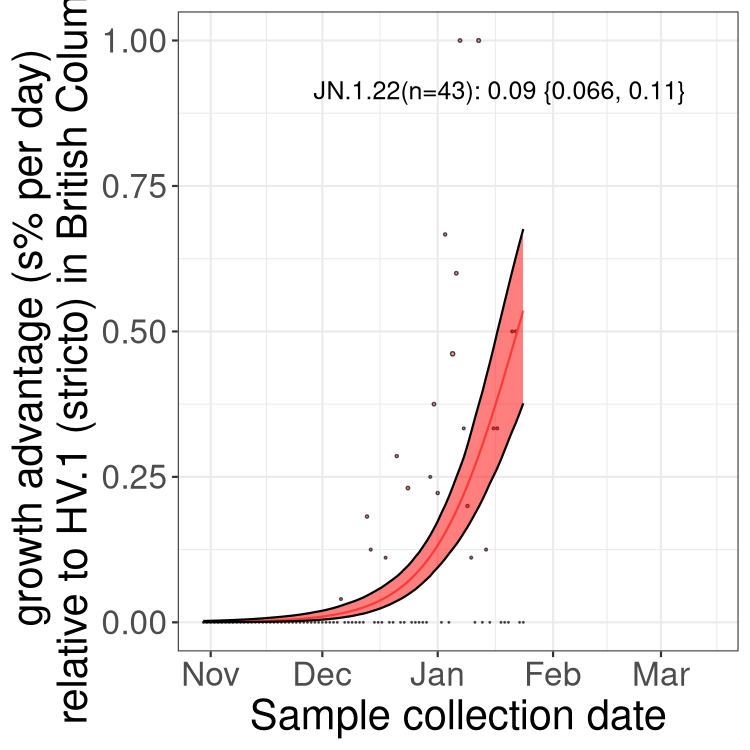 growth advantage (s% per day)
relative to HV.1 (stricto) in British Colum
1.00
0.75
0.50
0.25
0.00
JN.1.22(n=43): 0.09 {0.066, 0.11}
Nov Dec Jan Feb Mar
Sample collection date